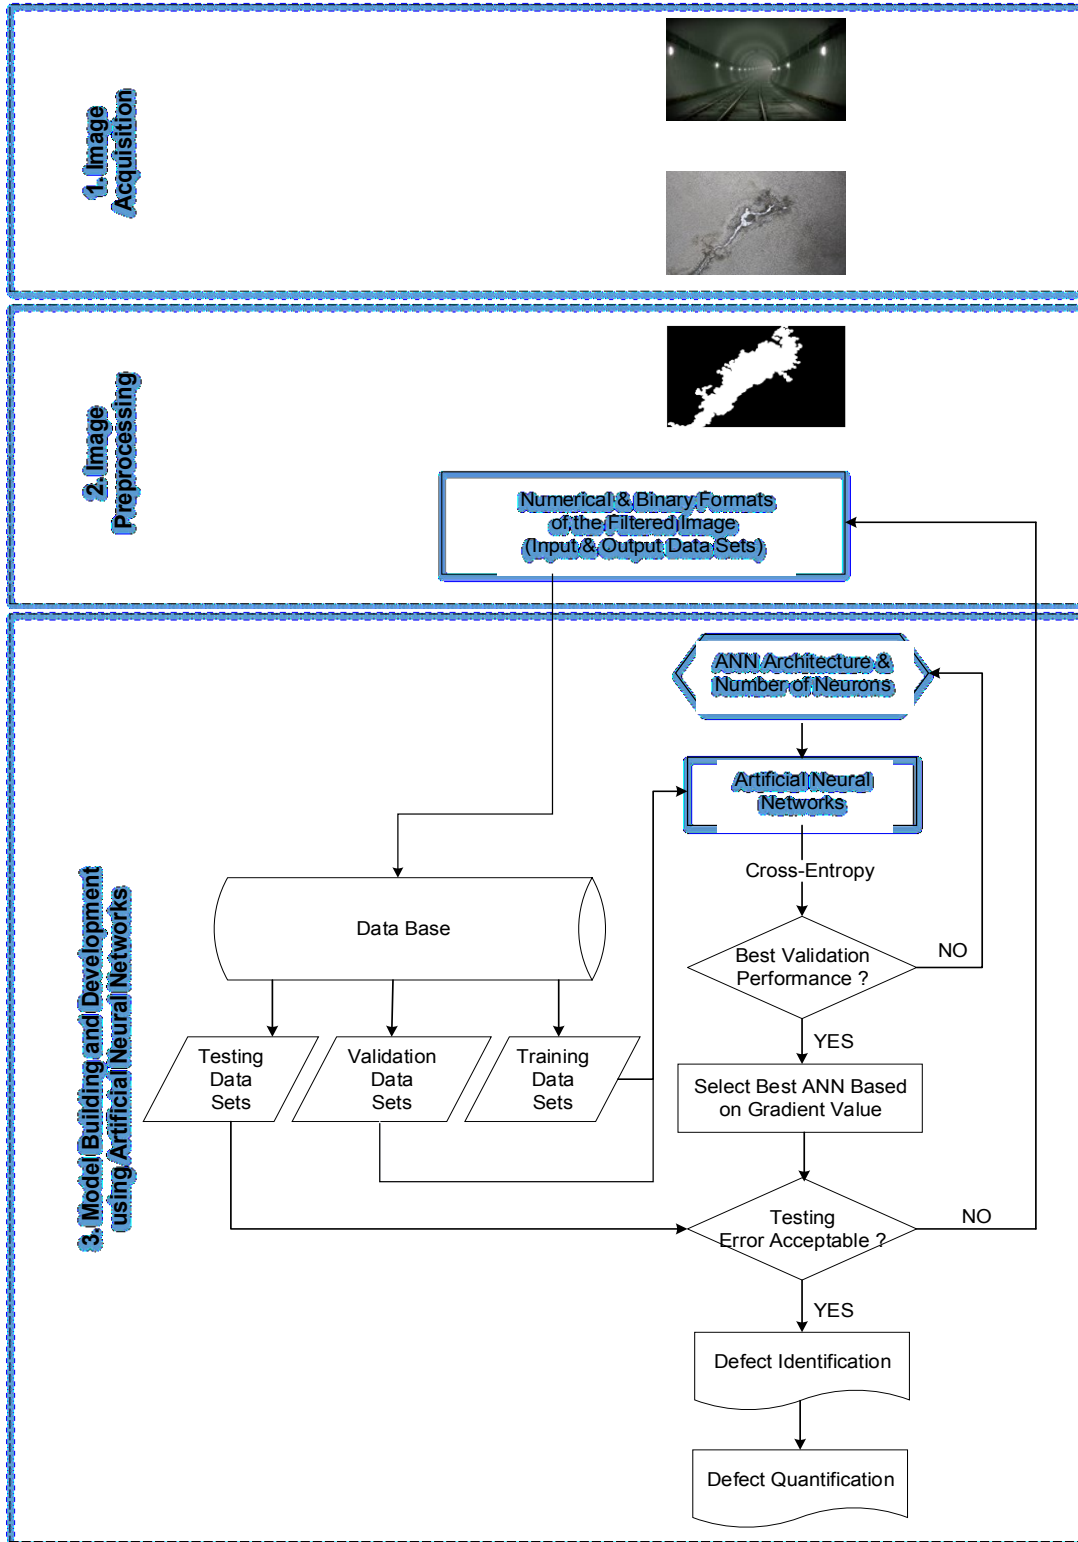 1. Image
Acquisition
2. Image
Preprocessing
Numerical & Binary Formats
of the Filtered Image
(Input & Output Data Sets)
3. Model Building and Development
using Artificial Neural Networks
ANN Architecture &
Number of Neurons
Artificial Neural
Networks
Cross-Entropy
Data Base
Best Validation
Performance ?
NO
YES
Testing
Data
Sets
Validation
Data
Sets
Training
Data
Sets
Select Best ANN Based
on Gradient Value
Testing
Error Acceptable ?
NO
YES
Defect Identification
Defect Quantification